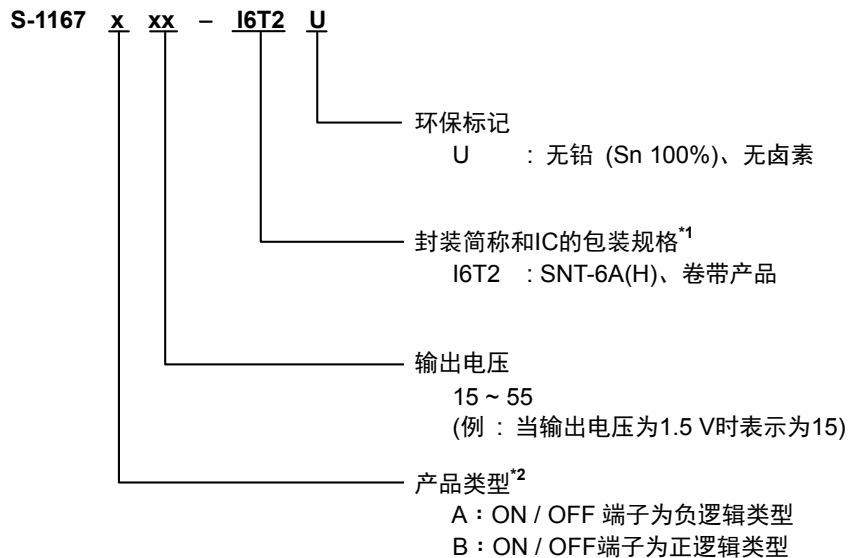 S-1167 x xx – I6T2 U
环保标记
U : 无铅 (Sn 100%)、无卤素
封装简称和IC的包装规格*1
I6T2 : SNT-6A(H)、卷带产品
输出电压
15 ~ 55
(例 : 当输出电压为1.5 V时表示为15)
产品类型*2
A:ON / OFF 端子为负逻辑类型
B:ON / OFF端子为正逻辑类型